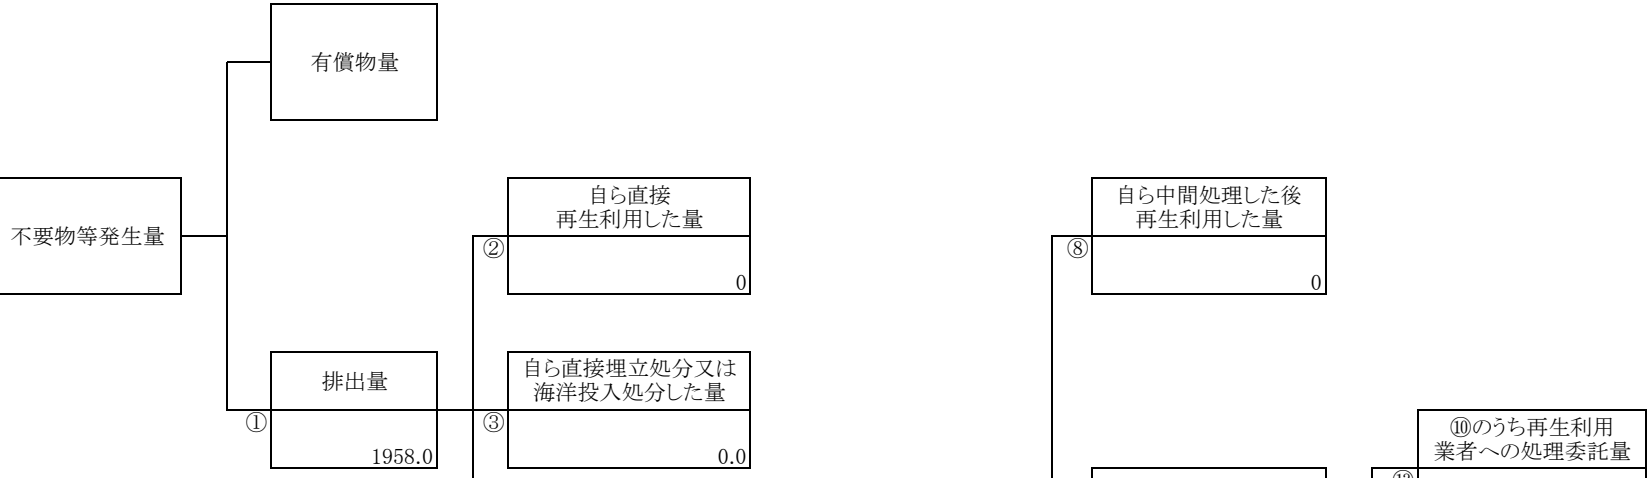 有償物量
不要物等発生量
自ら直接
再生利用した量
②
0
自ら中間処理した後
再生利用した量
⑧
0
排出量
①
1958.0
自ら直接埋立処分又は
海洋投入処分した量
③
0.0
⑩のうち再生利用
業者への処理委託量